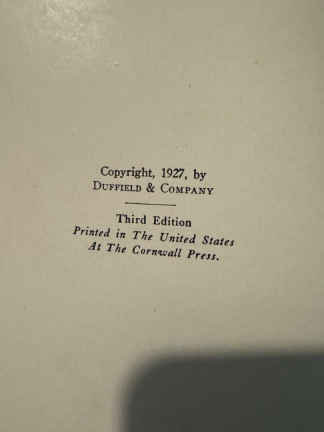 Copyright, 1927, by
DUFFIELD & COMPANY
Third Edition
Printed in The United States
At The Cornwall Press.